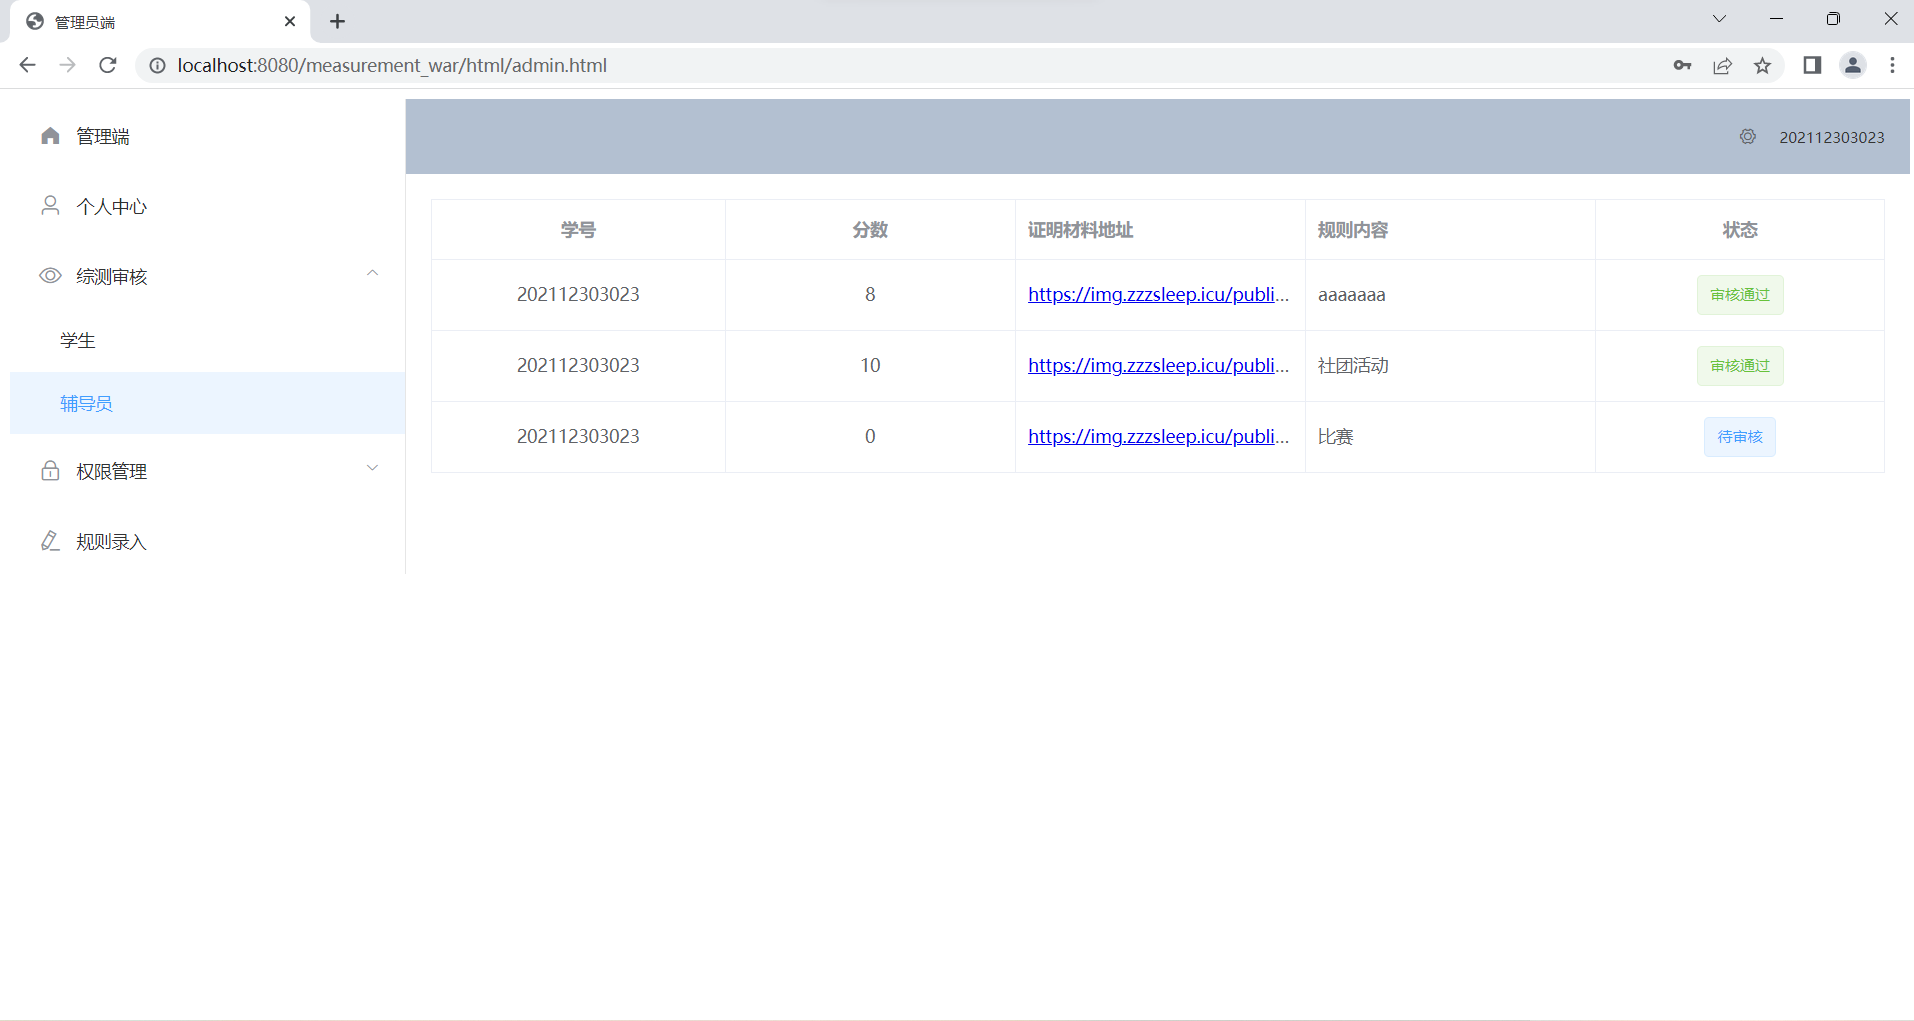 管理员端
localhost:8080/measurement_war/html/admin.html
管理端
202112303023
个人中心
综测审核
学生
辅导员
权限管理
规则录入
学号 分数 证明材料地址 规则内容 状态
202112303023 8 https://img.zzzsleep.icu/publi... aaaaaaa 审核通过
202112303023 10 https://img.zzzsleep.icu/publi... 社团活动 审核通过
202112303023 0 https://img.zzzsleep.icu/publi... 比赛 待审核